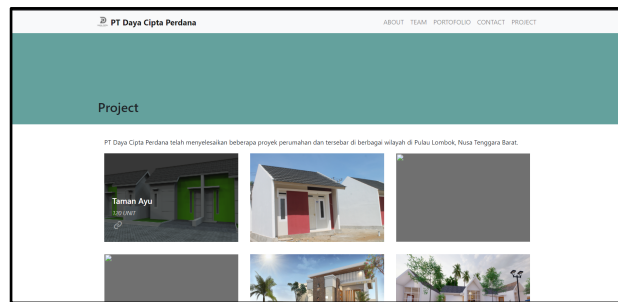 PT Daya Cipta Perdana
ABOUT TEAM PORTOFOLIO CONTACT PROJECT
Project
PT Daya Cipta Perdana telah menyelesaikan beberapa proyek perumahan dan tersebar di berbagai wilayah di Pulau Lombok, Nusa Tenggara Barat.
Taman Ayu
120 UNIT